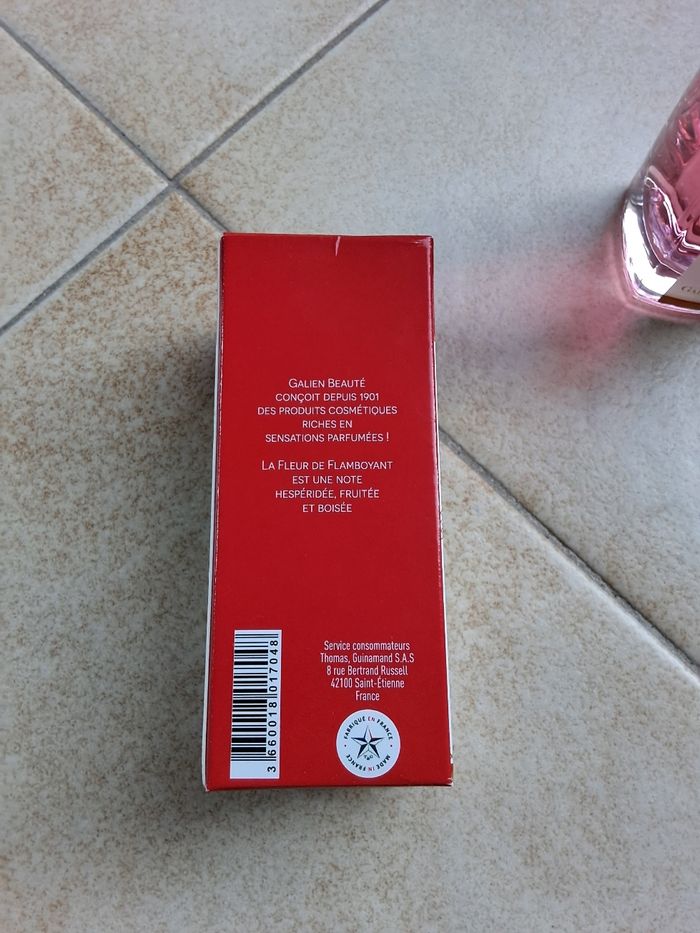 GALIEN BEAUTÉ
CONÇOIT DEPUIS 1901
DES PRODUITS COSMÉTIQUES
RICHES EN
SENSATIONS PARFUMÉES !
LA FLEUR DE FLAMBOYANT
EST UNE NOTE
HESPÉRIDÉE, FRUITÉE
ET BOISÉE
Service consommateurs
Thomas, Guinamand S.A.S
8 rue Bertrand Russell
42100 Saint-Étienne
France
FABRIQUÉ EN FRANCE
MADE IN FRANCE
3 660018 017048